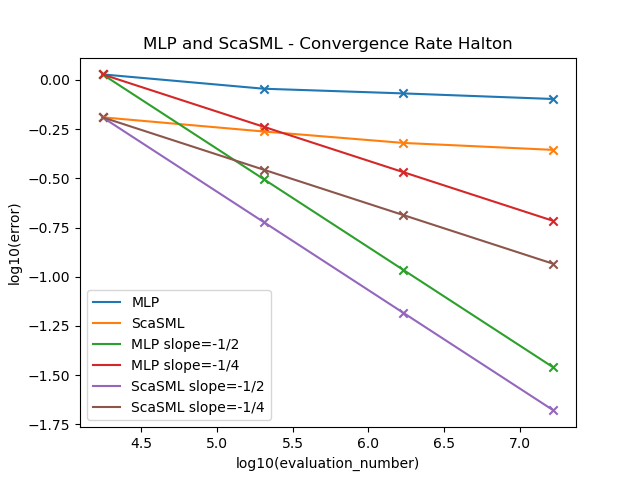 MLP and ScaSML - Convergence Rate Halton
log10(error)
0.00
−0.25
−0.50
−0.75
−1.00
−1.25
−1.50
−1.75
MLP
ScaSML
MLP slope=-1/2
MLP slope=-1/4
ScaSML slope=-1/2
ScaSML slope=-1/4
4.5 5.0 5.5 6.0 6.5 7.0
log10(evaluation_number)